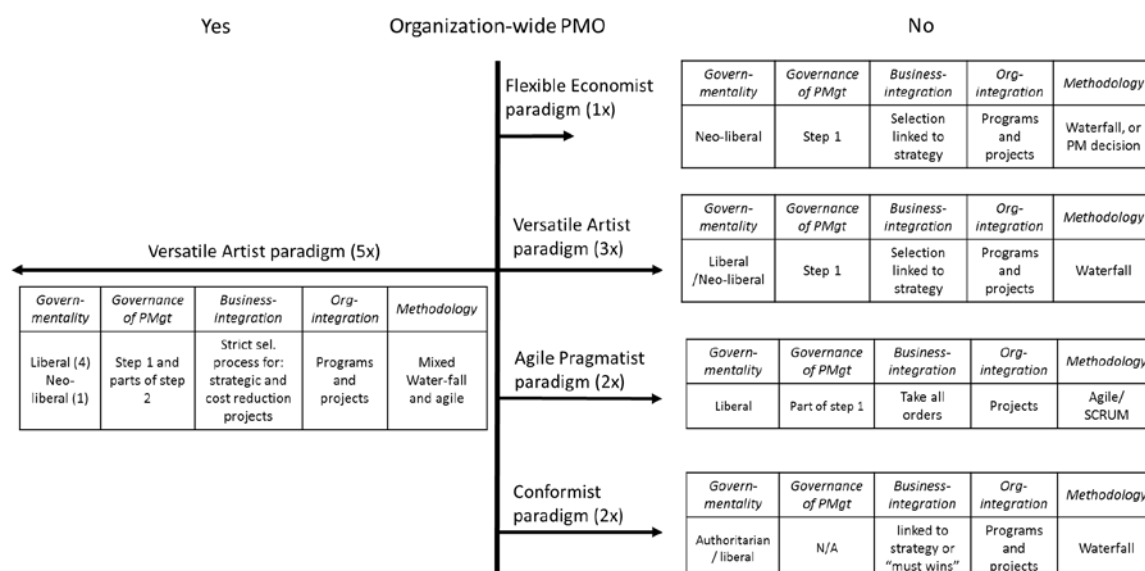 Yes
Organization-wide PMO
No
Flexible Economist
paradigm (1x)
Govern-
mentality
Governance
of PMgt
Business-
integration
Org-
integration
Methodology
Neo-liberal
Step 1
Selection
linked to
strategy
Programs
and
projects
Waterfall, or
PM decision
Versatile Artist paradigm (5x)
Govern-
mentality
Governance
of PMgt
Business-
integration
Org-
integration
Methodology
Liberal (4)
Neo-
liberal (1)
Step 1 and
parts of step
2
Strict sel.
process for:
strategic and
cost reduction
projects
Programs
and
projects
Mixed
Water-fall
and agile
Versatile Artist
paradigm (3x)
Govern-
mentality
Governance
of PMgt
Business-
integration
Org-
integration
Methodology
Liberal
/Neo-liberal
Step 1
Selection
linked to
strategy
Programs
and
projects
Waterfall
Agile Pragmatist
paradigm (2x)
Govern-
mentality
Governance
of PMgt
Business-
integration
Org-
integration
Methodology
Liberal
Part of step 1
Take all
orders
Projects
Agile/
SCRUM
Conformist
paradigm (2x)
Govern-
mentality
Governance
of PMgt
Business-
integration
Org-
integration
Methodology
Authoritarian
/ liberal
N/A
linked to
strategy or
"must wins"
Programs
and
projects
Waterfall